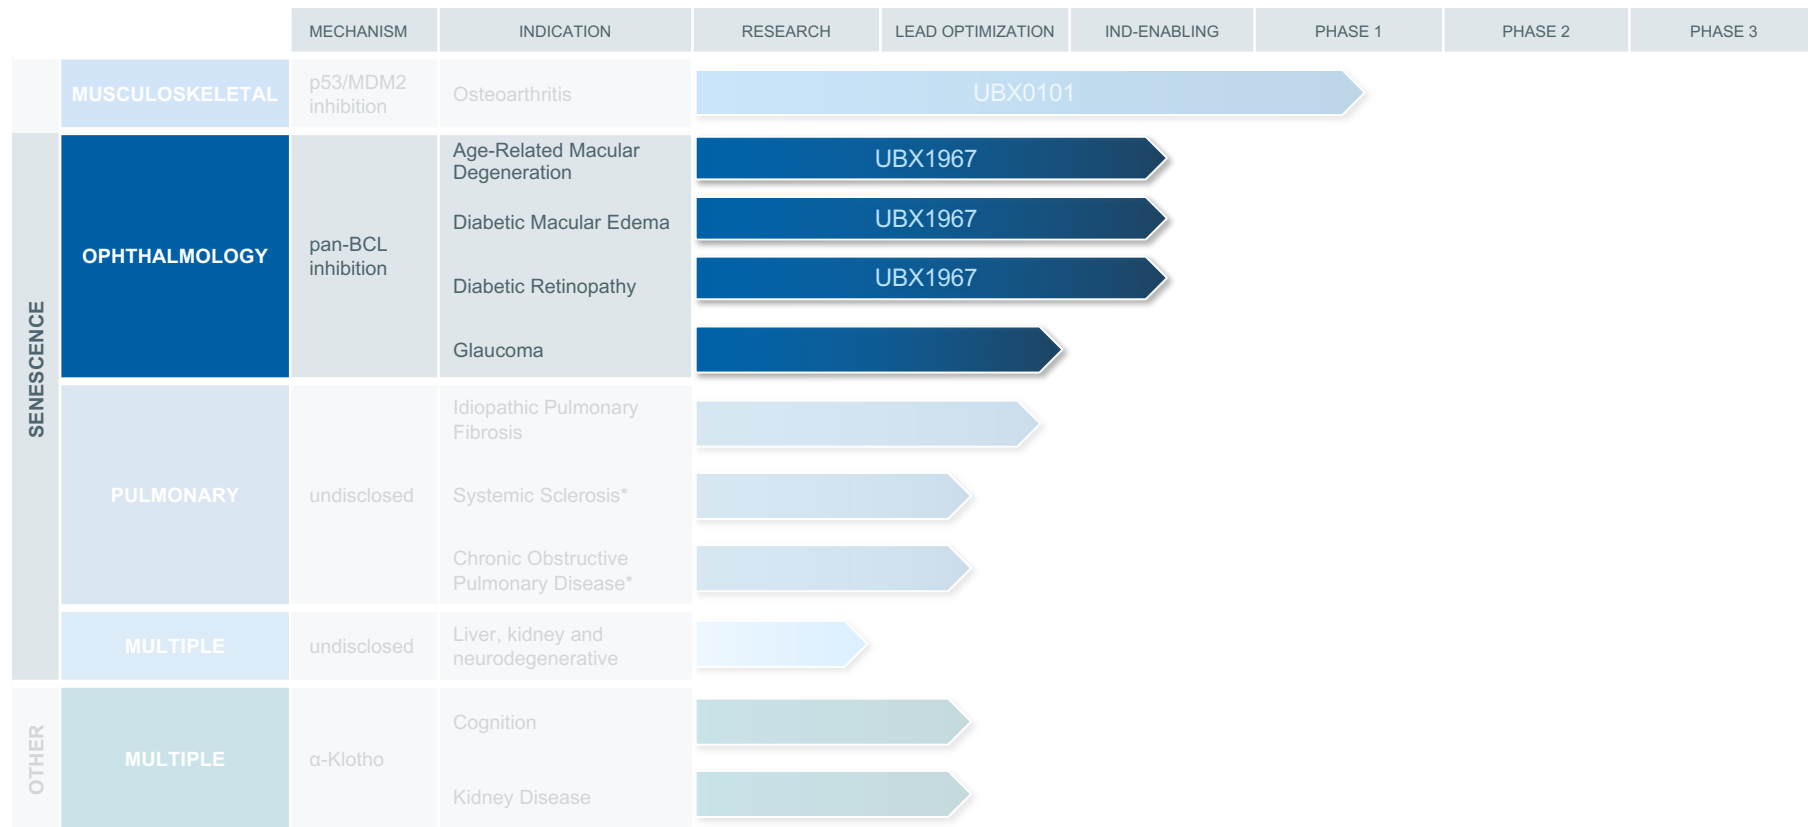 MECHANISM
INDICATION
RESEARCH
LEAD OPTIMIZATION
IND-ENABLING
PHASE 1
PHASE 2
PHASE 3
MUSCULOSKELETAL
p53/MDM2
inhibition
Osteoarthritis
UBX0101
SENESCENCE
OPHTHALMOLOGY
pan-BCL
inhibition
Age-Related Macular
Degeneration
UBX1967
Diabetic Macular Edema
UBX1967
Diabetic Retinopathy
UBX1967
Glaucoma
PULMONARY
undisclosed
Idiopathic Pulmonary
Fibrosis
Systemic Sclerosis*
Chronic Obstructive
Pulmonary Disease*
MULTIPLE
undisclosed
Liver, kidney and
neurodegenerative
OTHER
MULTIPLE
α-Klotho
Cognition
Kidney Disease